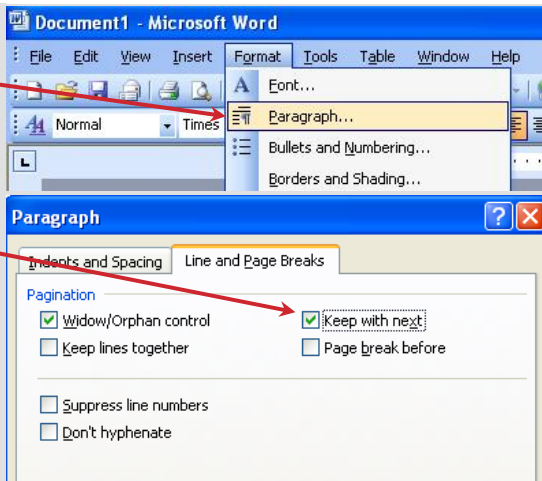 Document1 - Microsoft Word
File Edit View Insert Format Tools Table Window Help
A Font...
Normal Times Paragraph...
Bullets and Numbering...
L
Borders and Shading...
Paragraph
Indents and Spacing Line and Page Breaks
Pagination
Widow/Orphan control Keep with next
Keep lines together Page break before
Suppress line numbers
Don't hyphenate